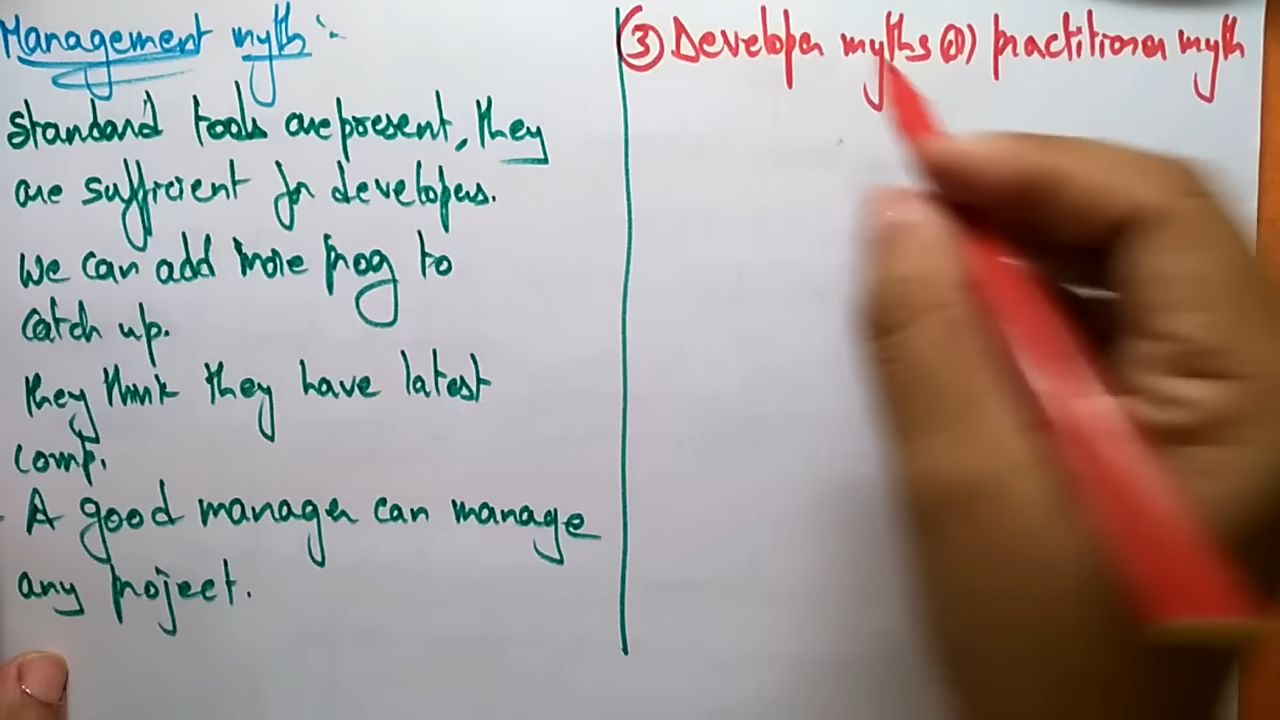 Management myth:-
Standard tools are present, they
are sufficient for developers.
We can add more prog to
catch up.
they think they have latest
comp.
- A good manager can manage
any project.
③ Developer myths (or) practitioner myth